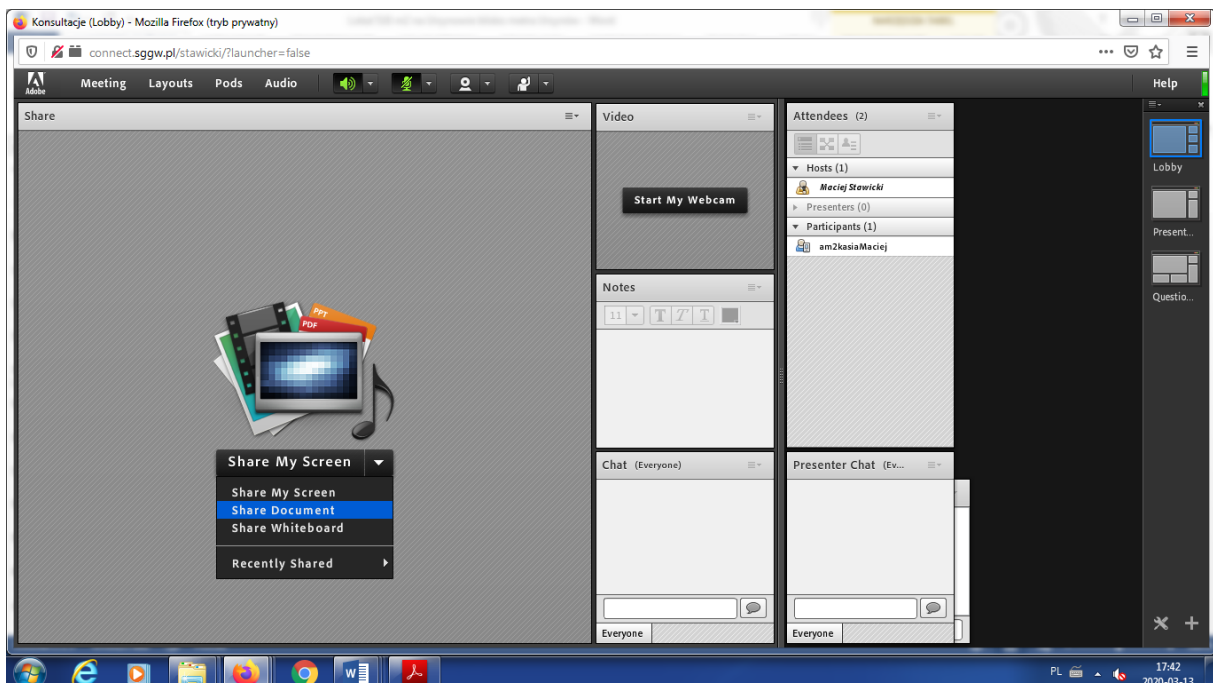 Konsultacje (Lobby) - Mozilla Firefox (tryb prywatny)
connect.sggw.pl/stawicki/?launcher=false
Adobe
Meeting Layouts Pods Audio Help
Share
Video
Attendees (2)
Hosts (1)
Maciej Stawicki
Presenters (0)
Participants (1)
am2kasiaMaciej
Start My Webcam
Notes
11 T T T
PPT
PDF
Share My Screen
Share My Screen
Share Document
Share Whiteboard
Recently Shared
Chat (Everyone)
Everyone
Presenter Chat (Ev...
Everyone
Lobby
Present...
Questio...
PL
17:42
2020-03-13